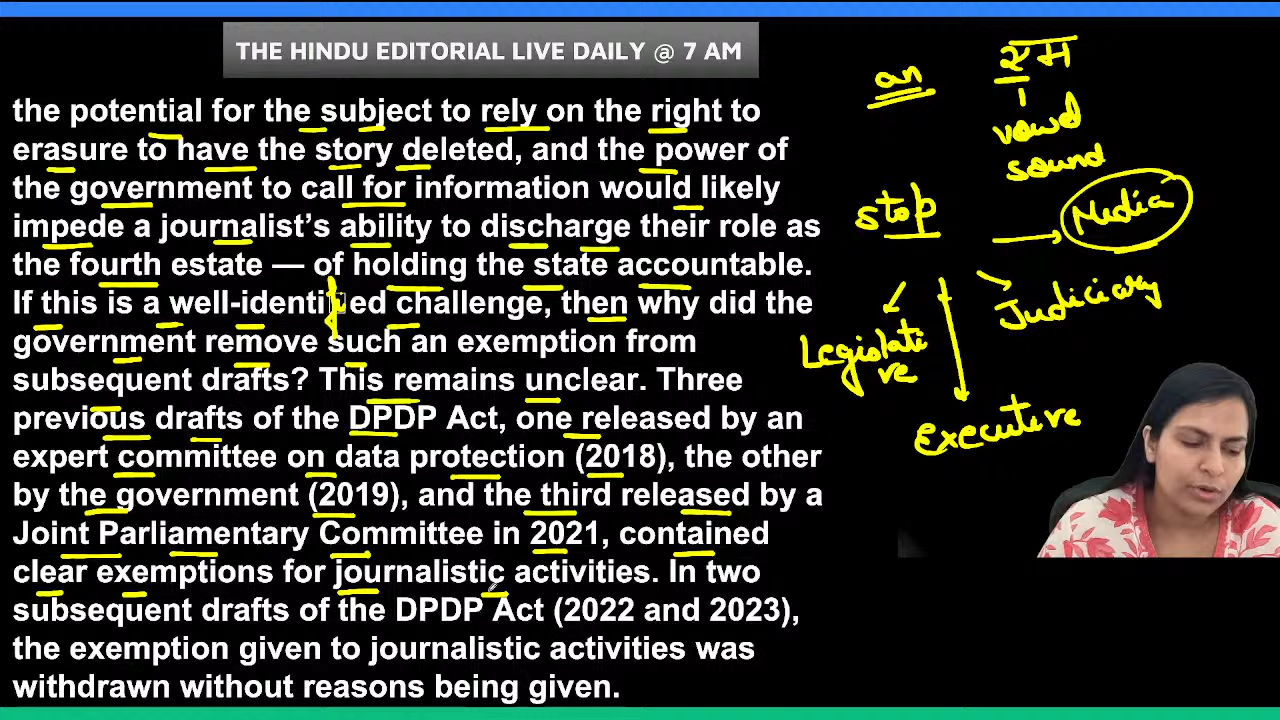 THE HINDU EDITORIAL LIVE DAILY @ 7 AM
the potential for the subject to rely on the right to
erasure to have the story deleted, and the power of
the government to call for information would likely
impede a journalist’s ability to discharge their role as
the fourth estate — of holding the state accountable.
If this is a well-identified challenge, then why did the
government remove such an exemption from
subsequent drafts? This remains unclear. Three
previous drafts of the DPDP Act, one released by an
expert committee on data protection (2018), the other
by the government (2019), and the third released by a
Joint Parliamentary Committee in 2021, contained
clear exemptions for journalistic activities. In two
subsequent drafts of the DPDP Act (2022 and 2023),
the exemption given to journalistic activities was
withdrawn without reasons being given.
an
vowel
sound
stop
Media
Judiciary
Legislati
ve
Executive